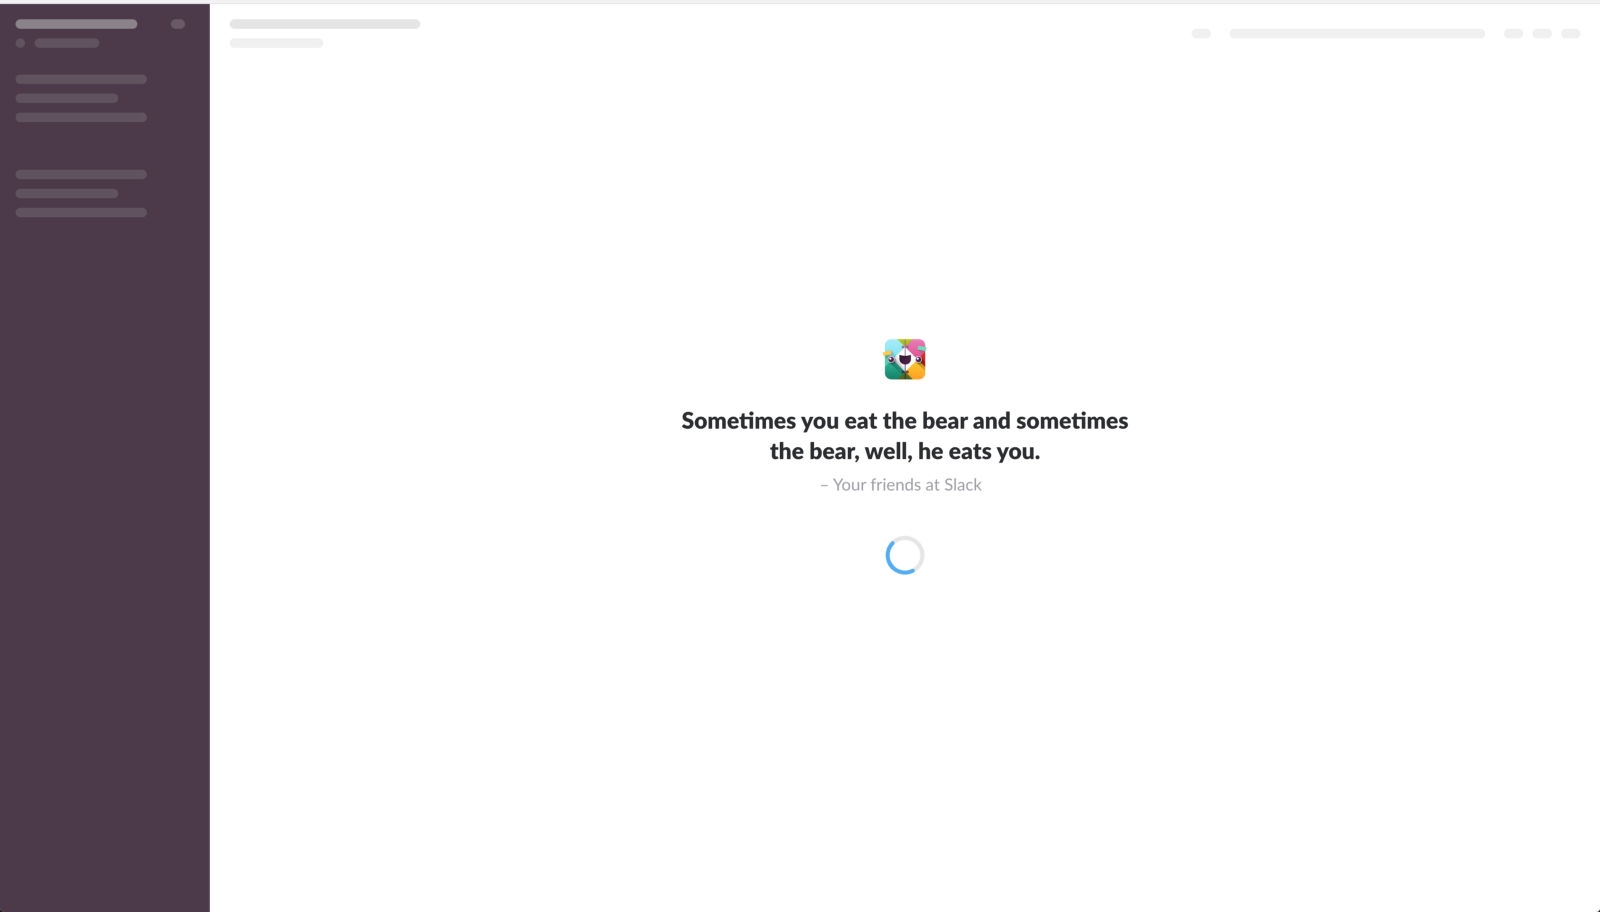 Sometimes you eat the bear and sometimes
the bear, well, he eats you.
– Your friends at Slack